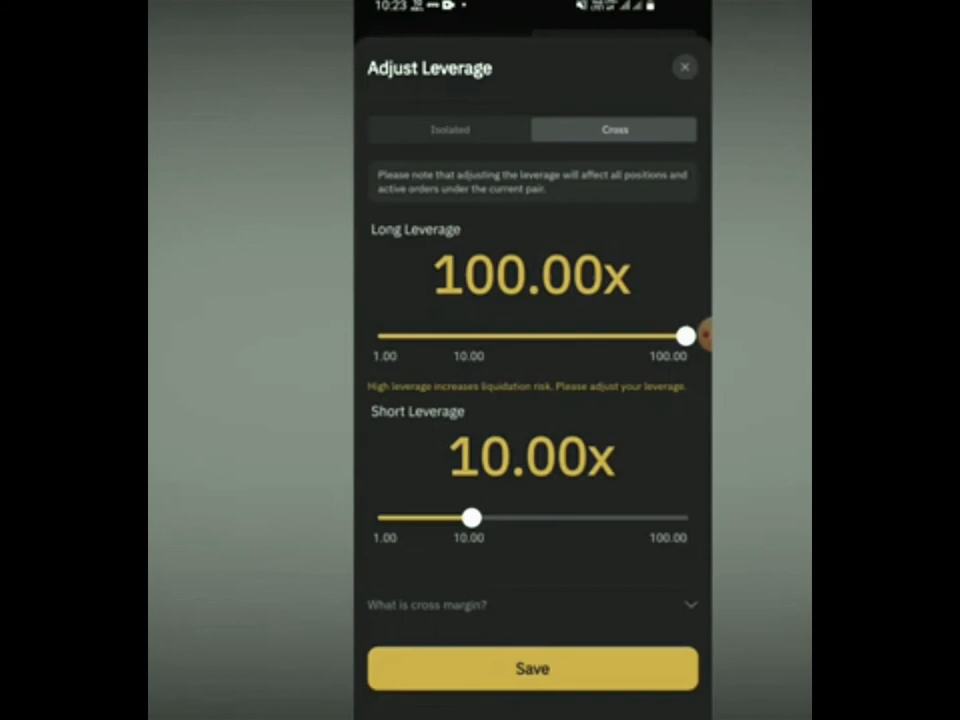 10:23
Adjust Leverage
Isolated
Cross
Please note that adjusting the leverage will affect all positions and
active orders under the current pair.
Long Leverage
100.00x
1.00 10.00 100.00
High leverage increases liquidation risk. Please adjust your leverage.
Short Leverage
10.00x
1.00 10.00 100.00
What is cross margin?
Save